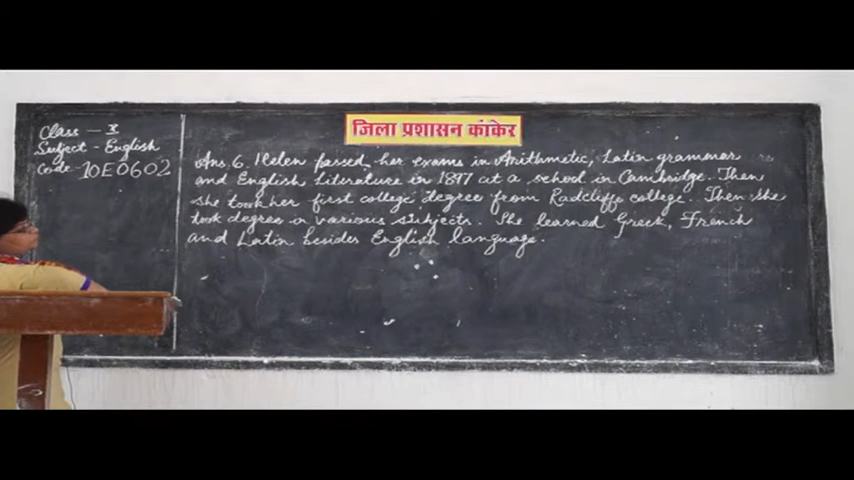 जिला प्रशासन कांकेर
Class - X
Subject - English
Code - 10E0602
Ans. 6. Helen passed her exams in Arithmetic, Latin grammar
and English Literature in 1897 at a school in Cambridge. Then
she took her first college degree from Radcliffe college. Then she
took degree in various subjects. She learned Greek, French
and Latin besides English language.